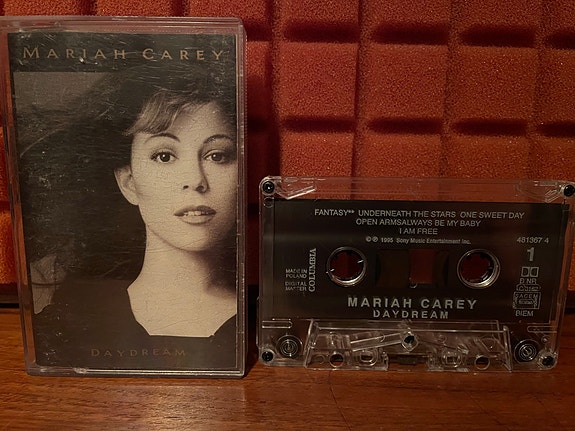 MARIAH CAREY
DAYDREAM
FANTASY** UNDERNEATH THE STARS ONE SWEET DAY
OPEN ARMSALWAYS BE MY BABY
I AM FREE
℗© 1995 Sony Music Entertainment Inc.
481367 4
1
MADE IN
POLAND
DIGITAL
MASTER
COLUMBIA
D. NR
BIEM
MARIAH CAREY
DAYDREAM